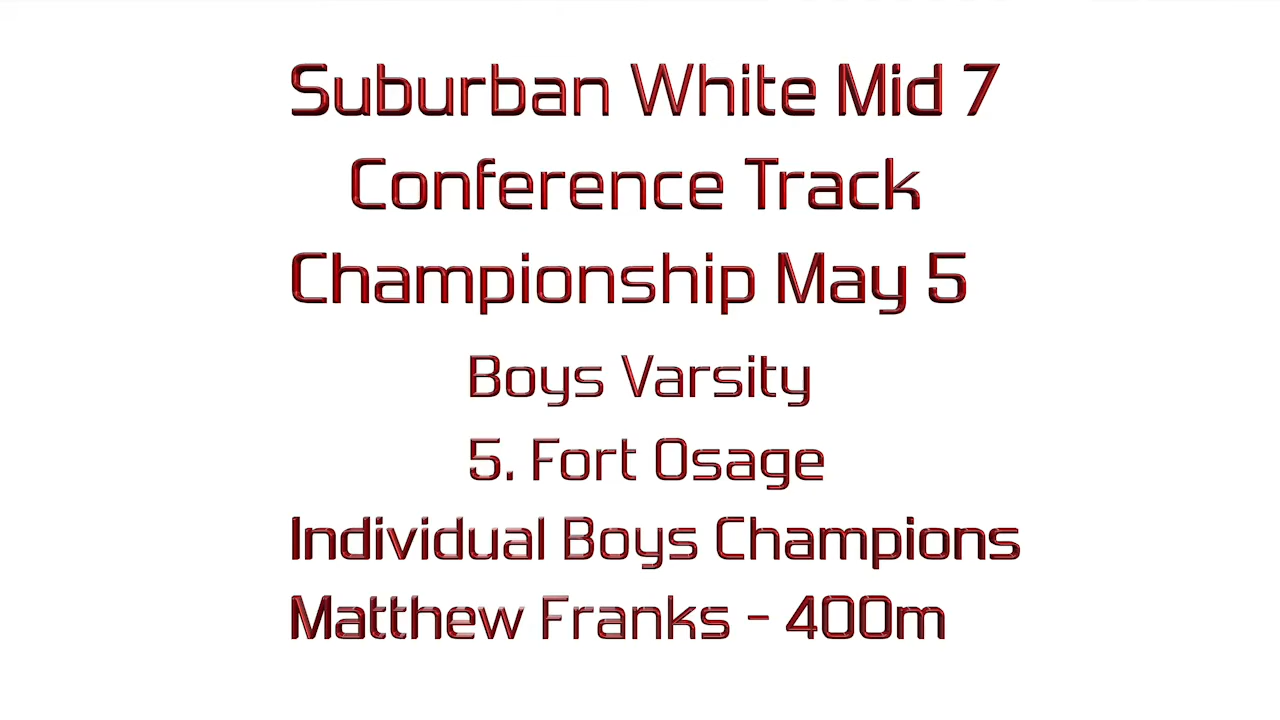 Suburban White Mid 7
Conference Track
Championship May 5
Boys Varsity
5. Fort Osage
Individual Boys Champions
Matthew Franks - 400m